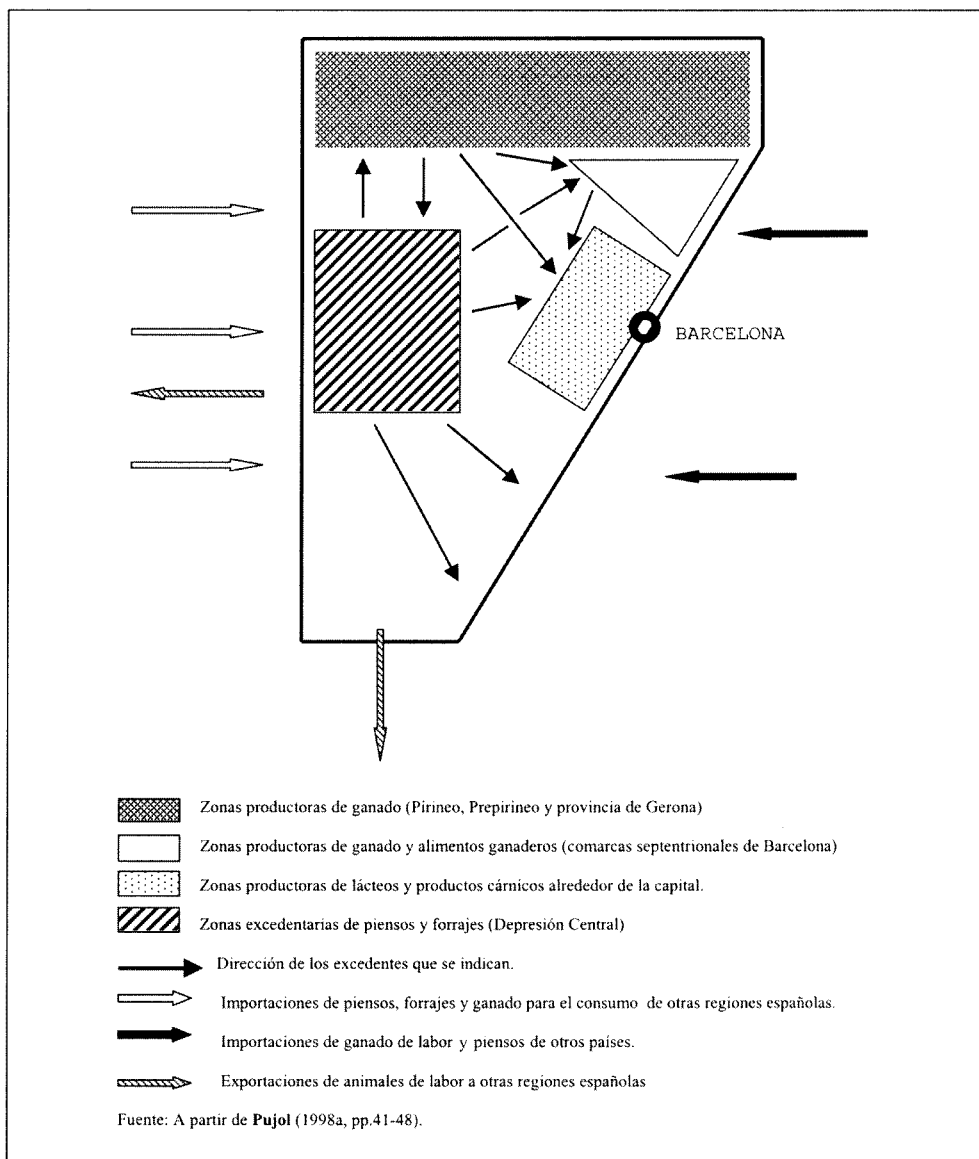 BARCELONA
Zonas productoras de ganado (Pirineo, Prepirineo y provincia de Gerona)
Zonas productoras de ganado y alimentos ganaderos (comarcas septentrionales de Barcelona)
Zonas productoras de lácteos y productos cárnicos alrededor de la capital.
Zonas excedentarias de piensos y forrajes (Depresión Central)
Dirección de los excedentes que se indican.
Importaciones de piensos, forrajes y ganado para el consumo de otras regiones españolas.
Importaciones de ganado de labor y piensos de otros países.
Exportaciones de animales de labor a otras regiones españolas
Fuente: A partir de Pujol (1998a, pp.41-48).